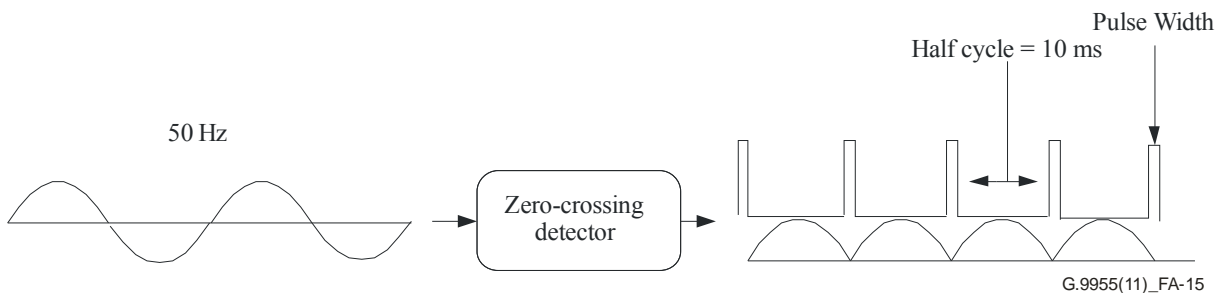 Pulse Width
Half cycle = 10 ms
50 Hz
Zero-crossing
detector
G.9955(11)_FA-15